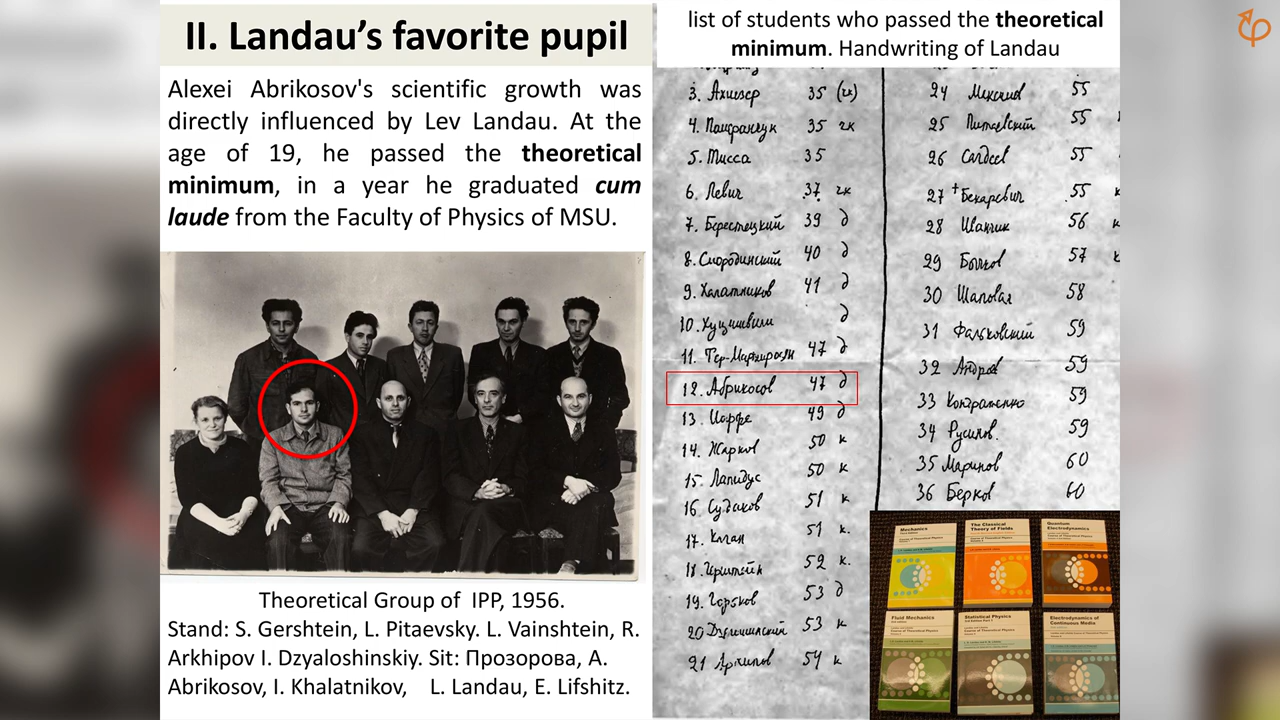 II. Landau's favorite pupil
Alexei Abrikosov's scientific growth was
directly influenced by Lev Landau. At the
age of 19, he passed the theoretical
minimum, in a year he graduated cum
laude from the Faculty of Physics of MSU.
Theoretical Group of IPP, 1956.
Stand: S. Gershtein, L. Pitaevsky. L. Vainshtein, R.
Arkhipov I. Dzyaloshinskiy. Sit: Прозорова, A.
Abrikosov, I. Khalatnikov, L. Landau, E. Lifshitz.
list of students who passed the theoretical
minimum. Handwriting of Landau
3. Ахиезер 35 (гк)
4. Померанчук 35 гк
5. Тисса 35
6. Левич 37 гк
7. Берестецкий 39 д
8. Смородинский 40 д
9. Халатников 41 д
10. Хуцишвили д
11. Тер-Мартиросян 47 д
12. Абрикосов 47 д
13. Иоффе 49 д
14. Жарков 50 к
15. Лапидус 50 к
16. Судаков 51 к
17. Каган 51 к.
18. Герштейн 52 к.
19. Горьков 53 д
20. Дзялошинский 53 к
21 Архипов 54 к
24 55
25 Питаевский 55
26 Сагдеев 55
27 Бекаревич 55
28 56
29 Бычков 57
30 Шаповал 58
31 Фальковский 59
32 Андреев 59
33 Кондратенко 59
34 Русинов. 59
35 Маринов 60
36 Берков 60
Mechanics
The Classical
Theory of Fields
Quantum
Electrodynamics
Fluid Mechanics
Statistical Physics
Electrodynamics of
Continuous Media